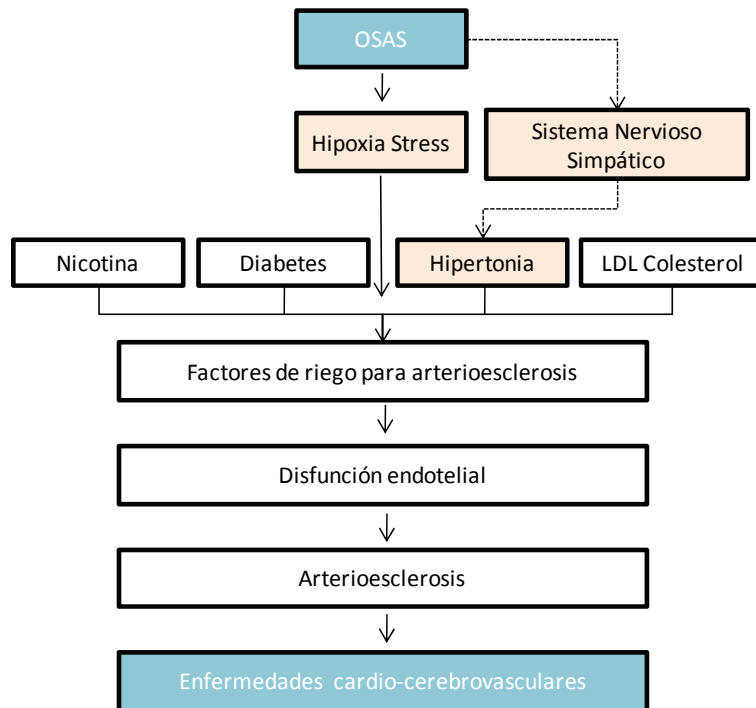 OSAS
Hipoxia Stress
Sistema Nervioso
Simpático
Nicotina
Diabetes
Hipertonia
LDL Colesterol
Factores de riego para arterioesclerosis
Disfunción endotelial
Arterioesclerosis
Enfermedades cardio-cerebrovasculares